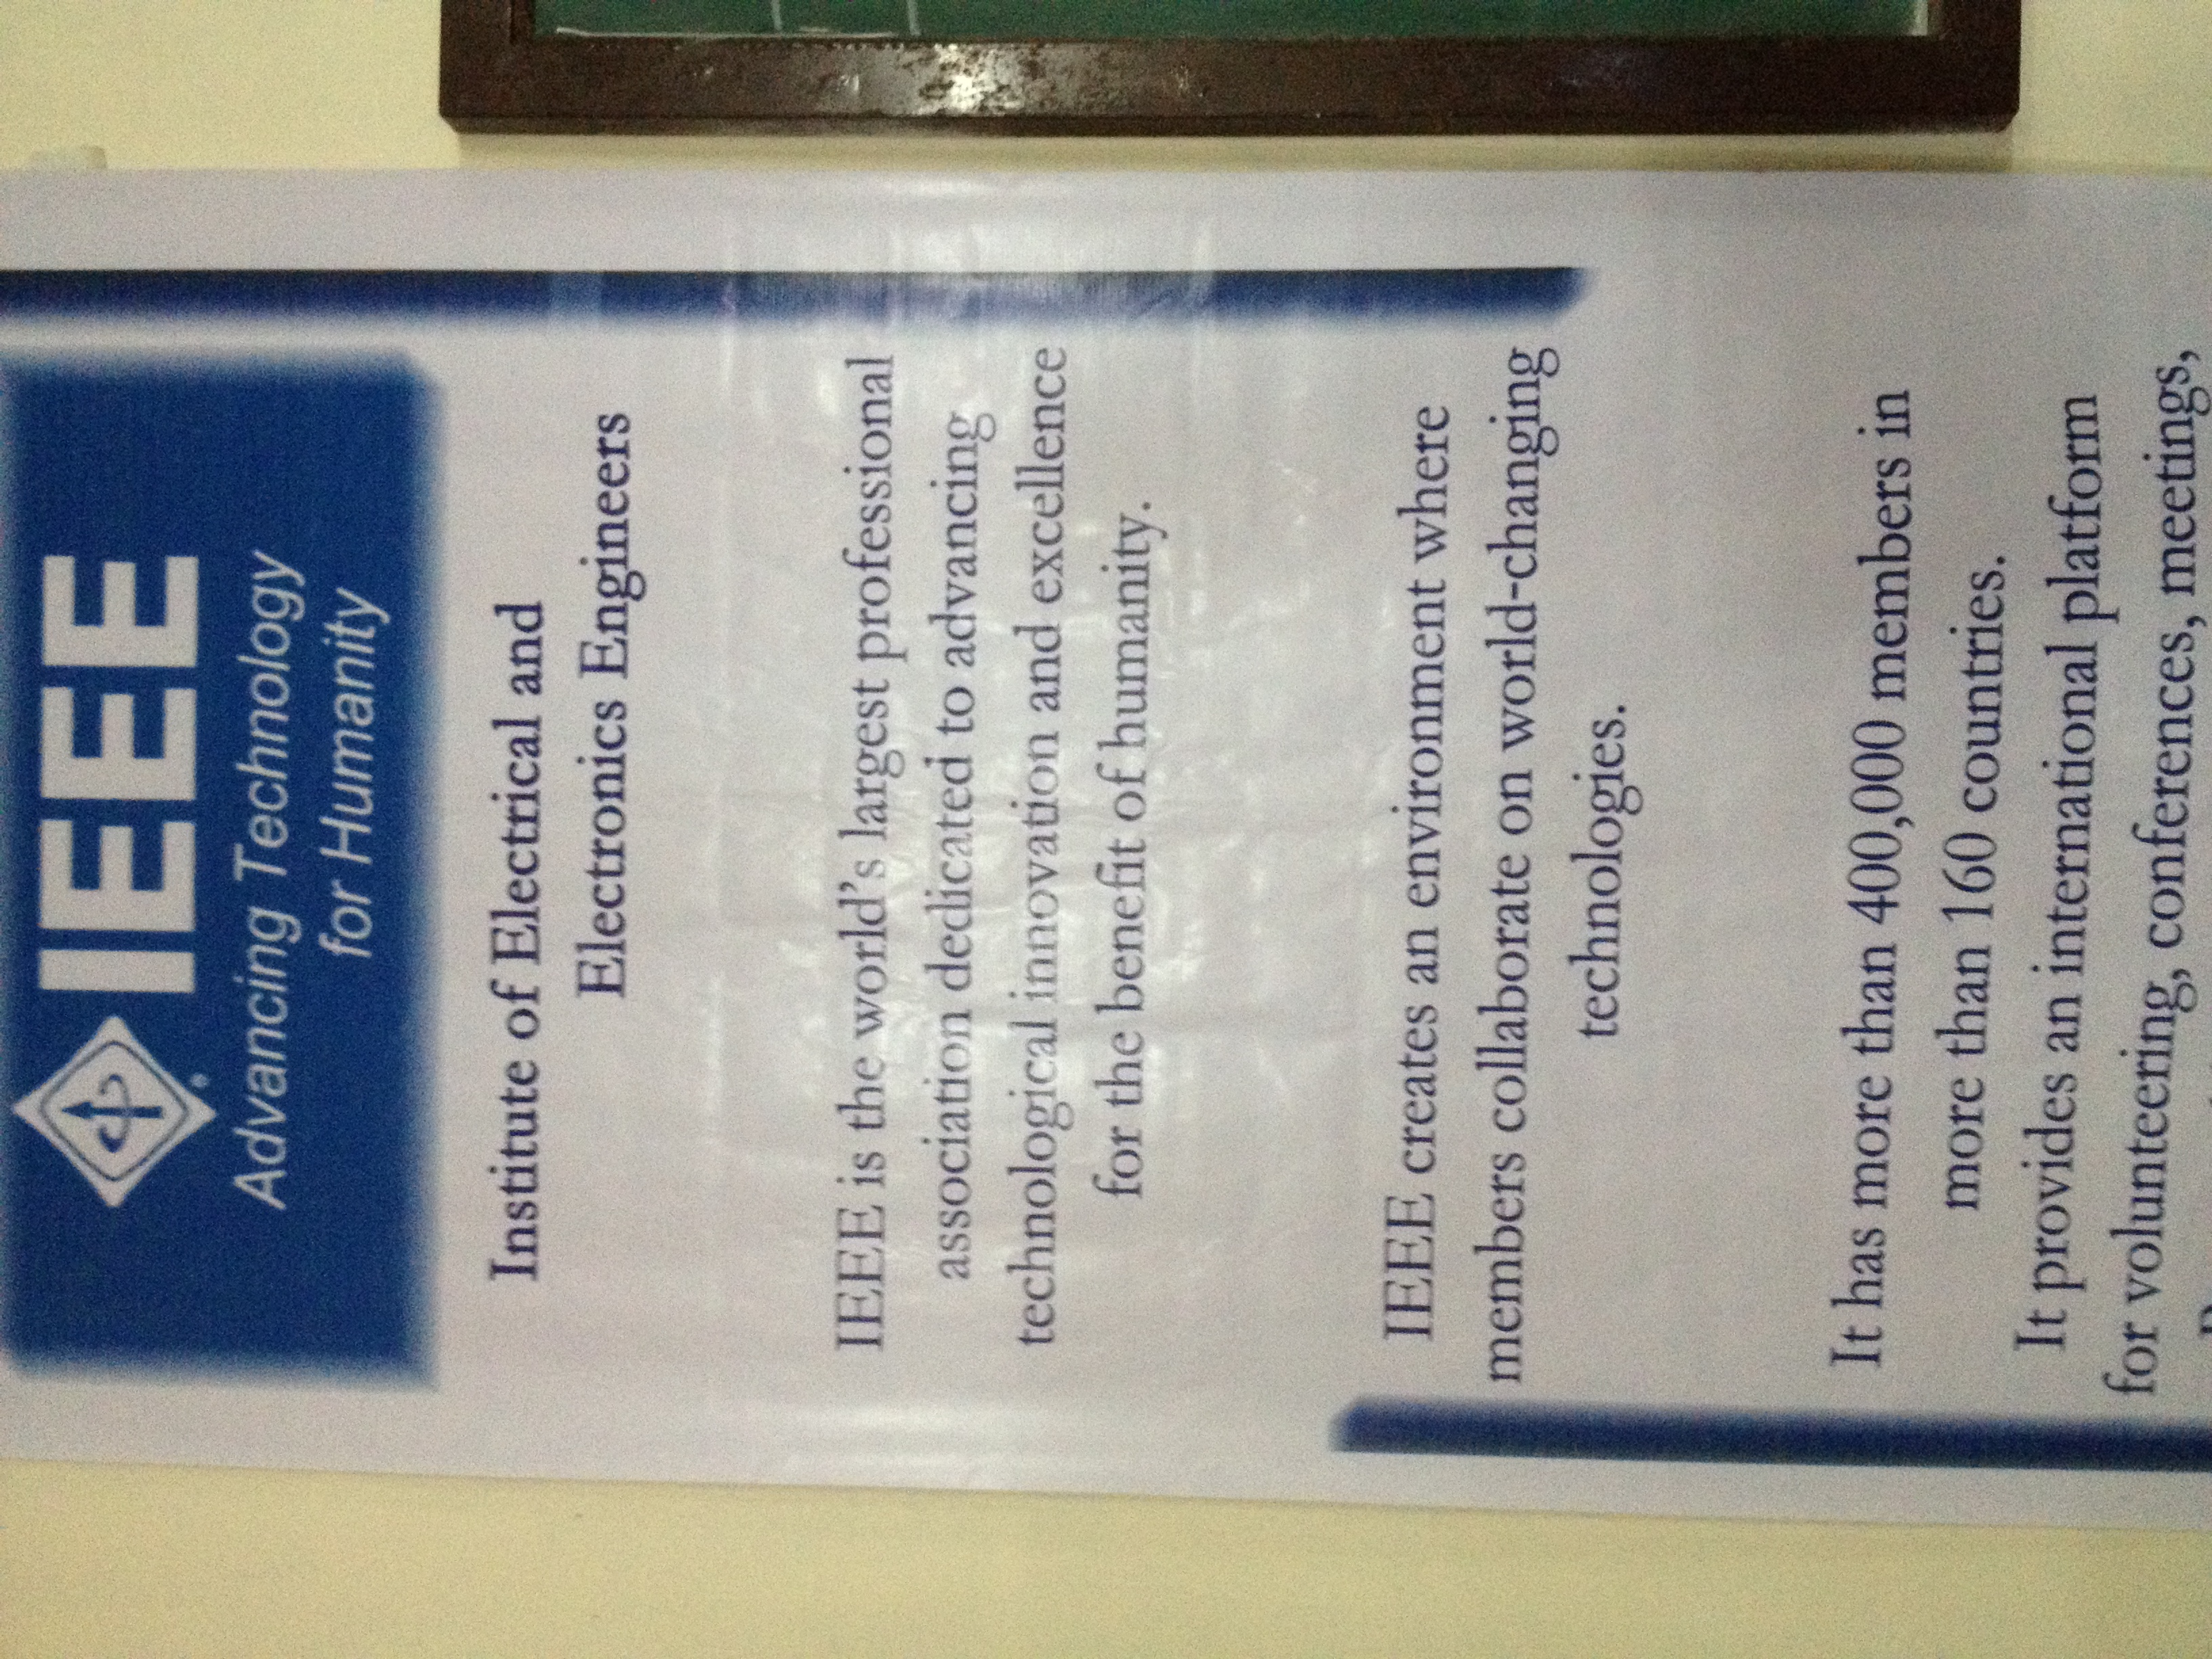 IEEE
Advancing Technology
for Humanity
Institute of Electrical and
Electronics Engineers
IEEE is the world's largest professional
association dedicated to advancing
technological innovation and excellence
for the benefit of humanity.
IEEE creates an environment where
members collaborate on world-changing
technologies.
It has more than 400,000 members in
more than 160 countries.
It provides an international platform
for volunteering, conferences, meetings,